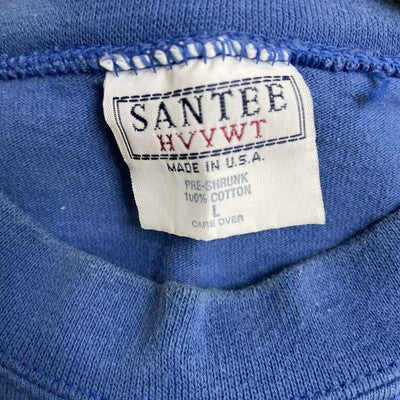 SANTEE
HVYWT
MADE IN U.S.A.
PRE-SHRUNK
100% COTTON
L
CARE OVER